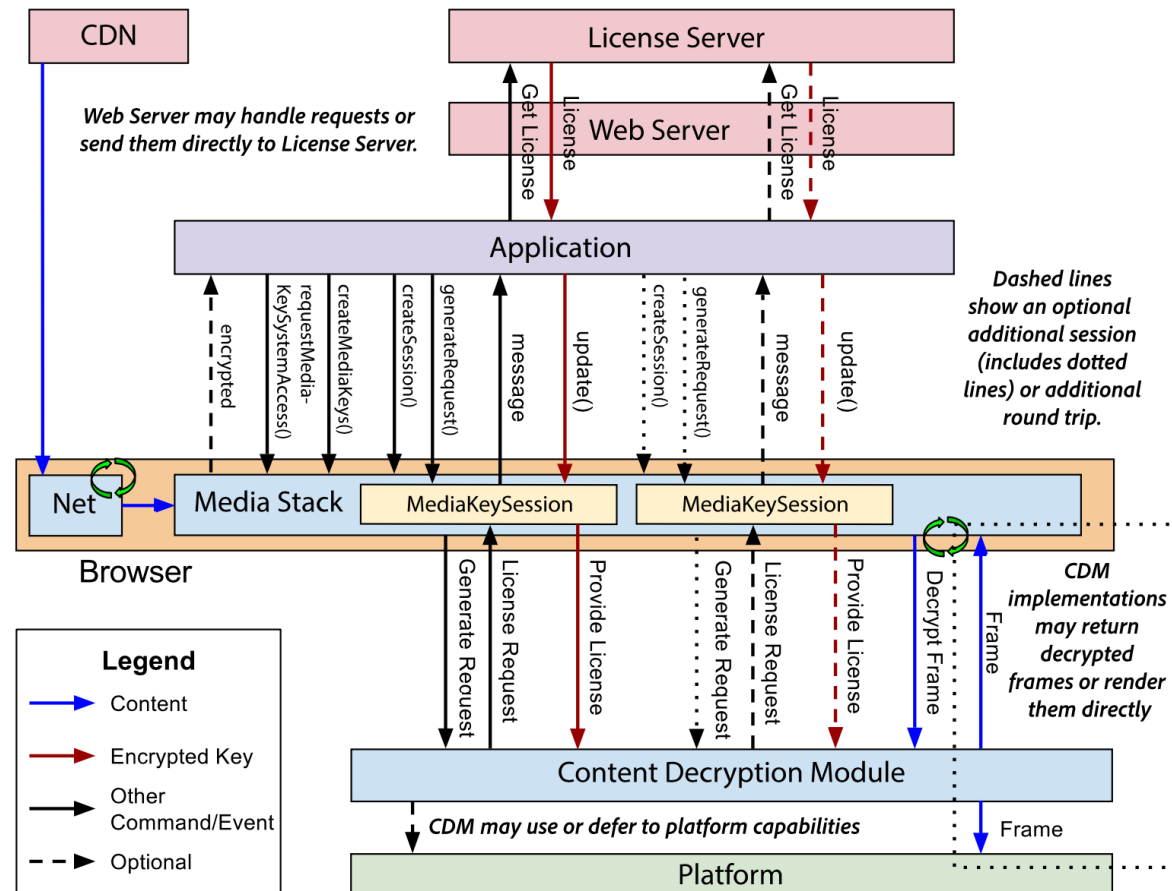 CDN
License Server
Web Server may handle requests or
send them directly to License Server.
Get License
License
Get License
License
Web Server
Application
encrypted
requestMedia-
KeySystemAccess()
createMediaKeys()
createSession()
generateRequest()
message
update()
createSession()
generateRequest()
message
update()
Dashed lines
show an optional
additional session
(includes dotted
lines) or additional
round trip.
Net
Media Stack
MediaKeySession
MediaKeySession
Browser
Generate Request
License Request
Provide License
Generate Request
License Request
Provide License
Decrypt Frame
Frame
CDM
implementations
may return
decrypted
frames or render
them directly
Legend
Content
Encrypted Key
Other
Command/Event
Optional
Content Decryption Module
CDM may use or defer to platform capabilities
Frame
Platform